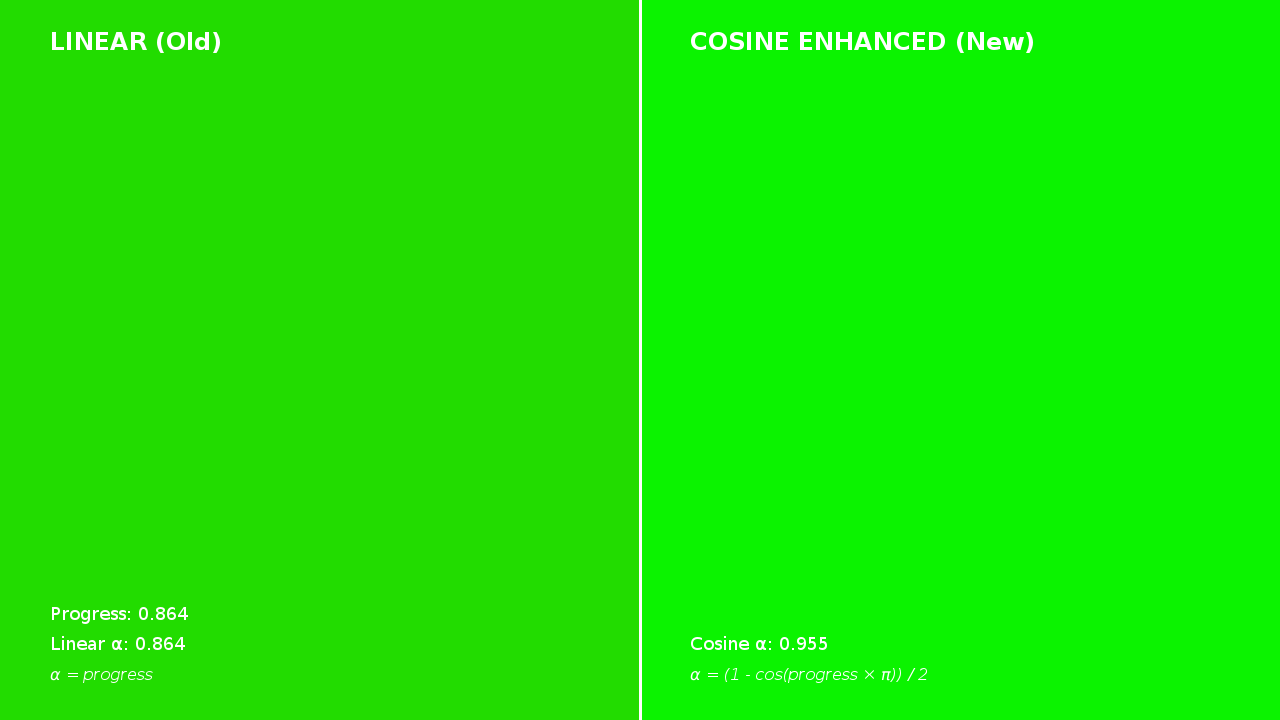 LINEAR (Old)
Progress: 0.864
Linear α: 0.864
α = progress
COSINE ENHANCED (New)
Cosine α: 0.955
α = (1 - cos(progress × π)) / 2